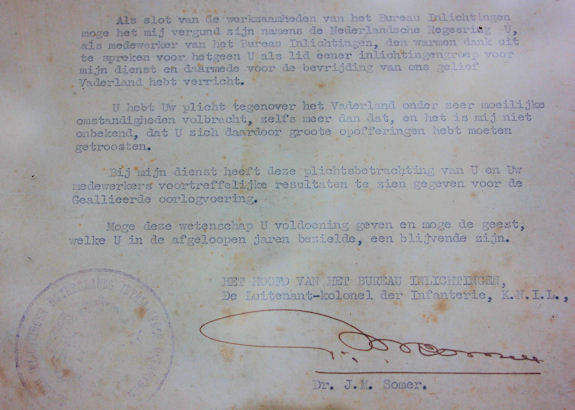 Als slot van de werkzaamheden van het Bureau Inlichtingen
moge het mij vergund zijn namens de Nederlandsche Regeering U,
als medewerker van het Bureau Inlichtingen, den warmen dank uit
te spreken voor hetgeen U als lid eener inlichtingengroep voor
mijn dienst en daarmede voor de bevrijding van ons geliefd
Vaderland hebt verricht.
U hebt Uw plicht tegenover het Vaderland onder zeer moeilijke
omstandigheden volbracht, zelfs meer dan dat, en het is mij niet
onbekend, dat U zich daardoor groote opofferingen hebt moeten
getroosten.
Bij mijn dienst heeft deze plichtsbetrachting van U en Uw
medewerkers voortreffelijke resultaten te zien gegeven voor de
Geallieerde oorlogvoering.
Moge deze wetenschap U voldoening geven en moge de geest,
welke U in de afgeloopen jaren bezielde, een blijvende zijn.
HET HOOFD VAN HET BUREAU INLICHTINGEN,
De Luitenant-kolonel der Infanterie, K.N.I.L.,
Dr. J.M. Somer.